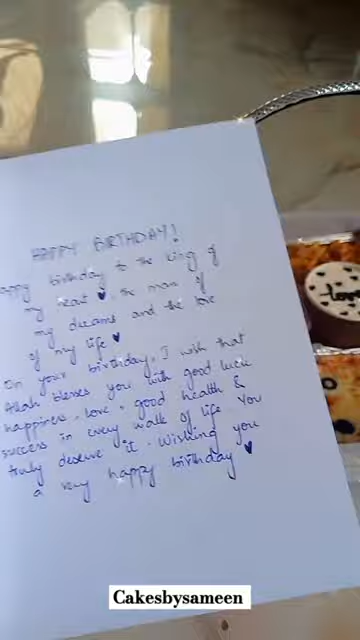 HAPPY BIRTHDAY!
Happy birthday to the king of
my heart ♥, the man of
my dreams and the love
of my life ♥
On your birthday, I wish that
Allah blesses you with good luck
happiness, love, good health &
success in every walk of life. You
truly deserve it. Wishing you
a very happy birthday ♥
love
Cakesbysameen